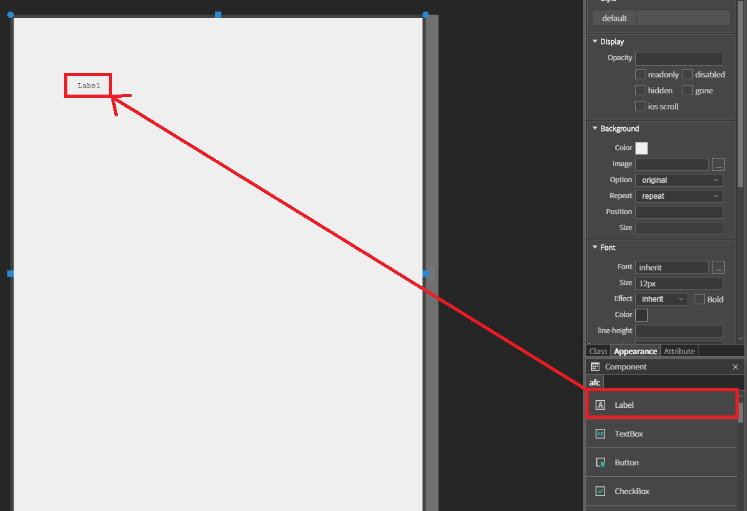 Label
default
Display
Opacity
readonly disabled
hidden gone
ios scroll
Background
Color
Image ...
Option original
Repeat repeat
Position
Size
Font
Font inherit ...
Size 12px
Effect inherit Bold
Color
line-height
Class Appearance Attribute
Component
afc
Label
TextBox
Button
CheckBox